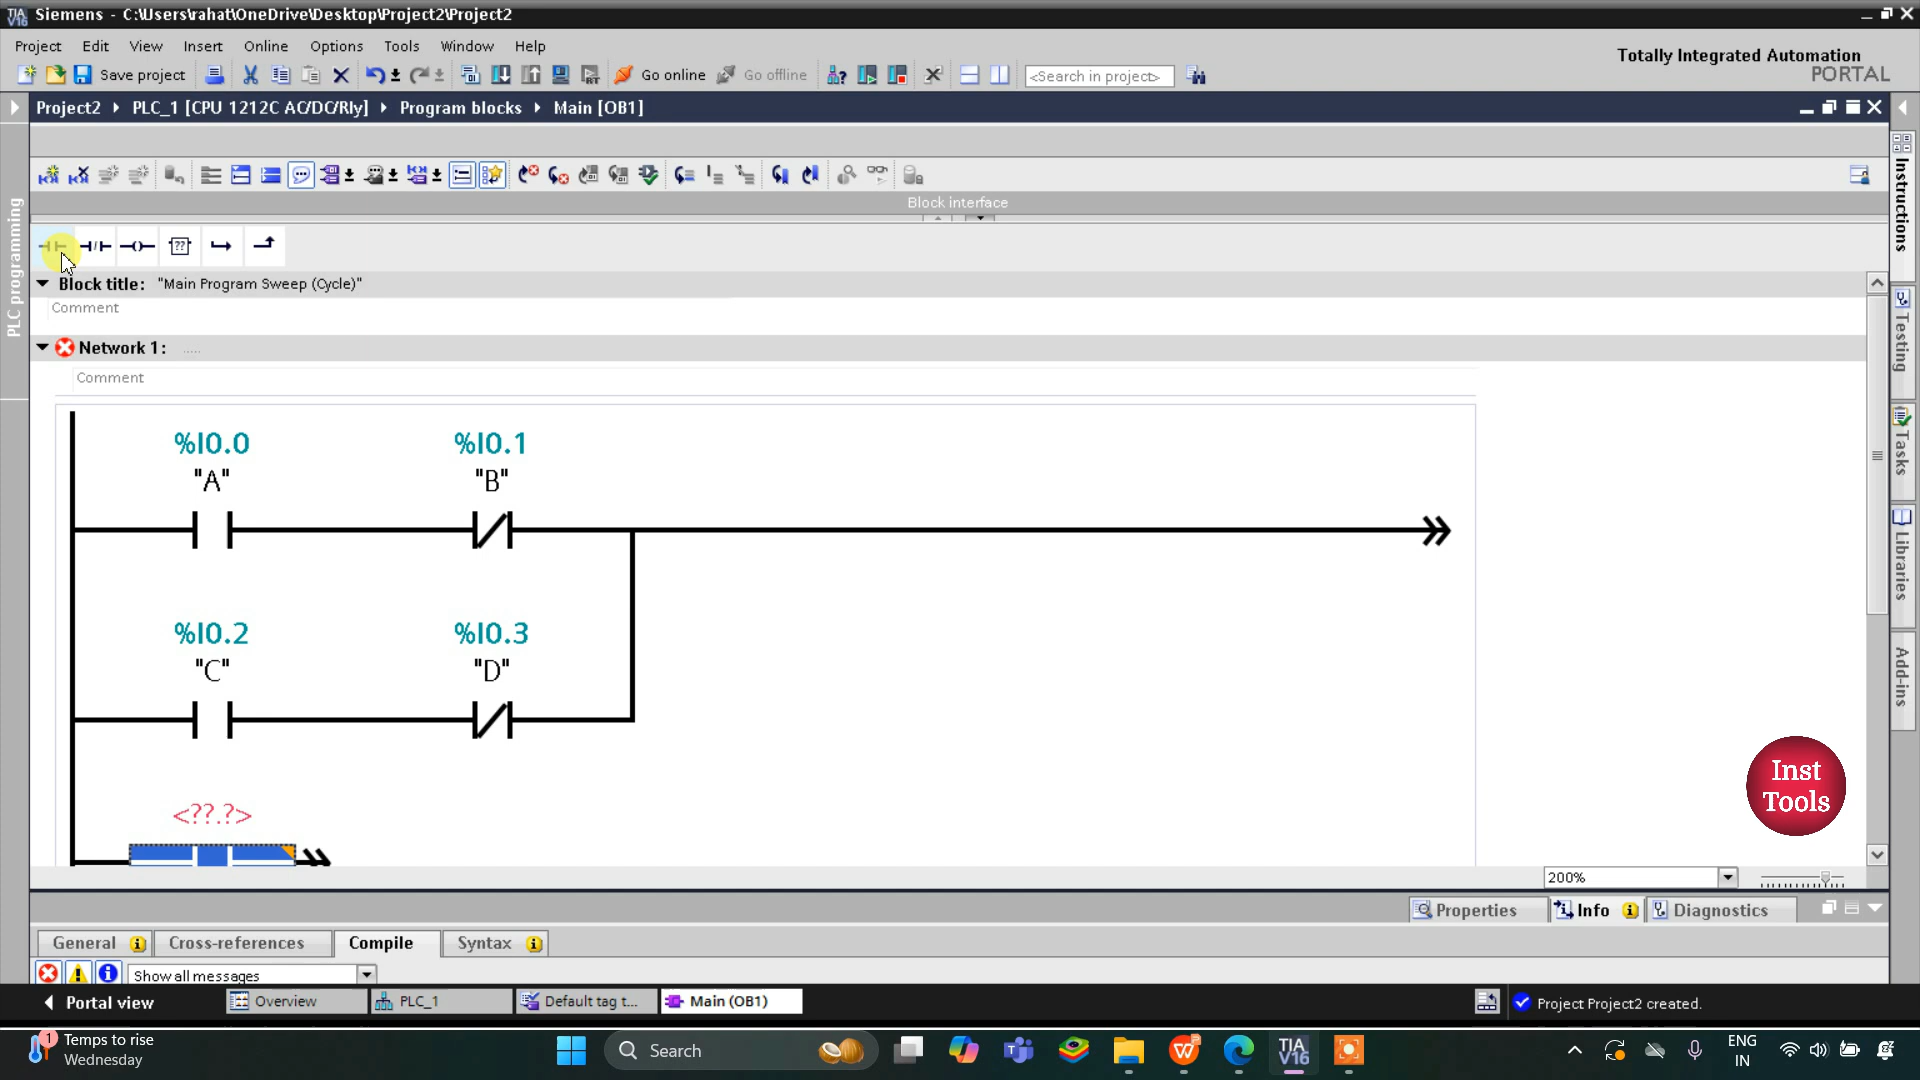 Siemens - C:\Users\rahat\OneDrive\Desktop\Project2\Project2
Project Edit View Insert Online Options Tools Window Help
Totally Integrated Automation
PORTAL
Save project
Go online
Go offline
<Search in project>
Project2 PLC_1 [CPU 1212C AC/DC/Rly] Program blocks Main [OB1]
Block interface
Block title: "Main Program Sweep (Cycle)"
Comment
Network 1: .....
Comment
%I0.0
"A"
%I0.1
"B"
%I0.2
"C"
%I0.3
"D"
<??.?>
Inst
Tools
200%
PLC programming
Instructions
Testing
Tasks
Libraries
Add-ins
Properties
Info
Diagnostics
General
Cross-references
Compile
Syntax
Show all messages
Portal view
Overview
PLC_1
Default tag t...
Main (OB1)
Project Project2 created.
1
Temps to rise
Wednesday
Search
TIA
V16
ENG
IN